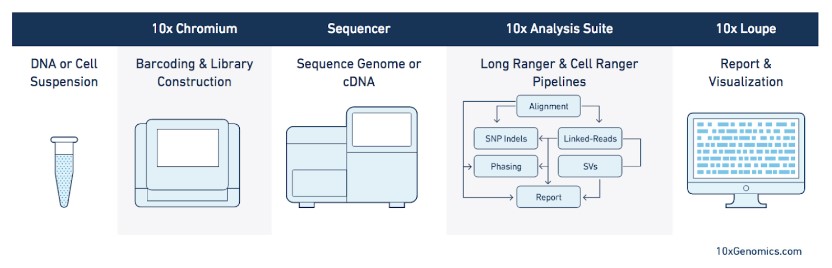 10x Chromium
Sequencer
10x Analysis Suite
10x Loupe
DNA or Cell
Suspension
Barcoding & Library
Construction
Sequence Genome or
cDNA
Long Ranger & Cell Ranger
Pipelines
Report &
Visualization
Alignment
SNP Indels
Linked-Reads
Phasing
SVs
Report
10xGenomics.com